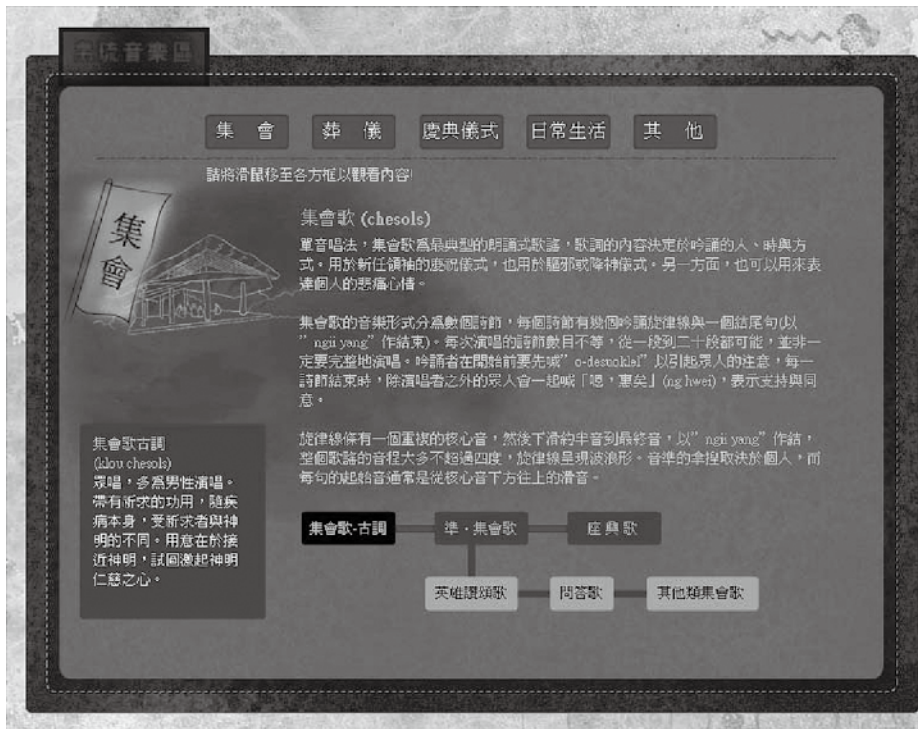 帛琉音樂區
集 會 葬 儀 慶典儀式 日常生活 其 他
請將滑鼠移至各方框以觀看內容!
集會
集會歌 (chesols)
單音唱法，集會歌為最典型的朗誦式歌謠，歌詞的內容決定於吟誦的人、時與方
式。用於新任領袖的慶祝儀式，也用於驅邪或降神儀式。另一方面，也可以用來表
達個人的悲痛心情。
集會歌的音樂形式分為數個詩節，每個詩節有幾個吟誦旋律線與一個結尾句(以
”ngii yang”作結束)。每次演唱的詩節數目不等，從一段到二十段都可能，並非一
定要完整地演唱。吟誦者在開始前要先喊”o-desuoklel”以引起眾人的注意，每一
詩節結束時，除演唱者之外的眾人會一起喊「嗯，惠矣」(ng hwei)，表示支持與同
意。
旋律線條有一個重複的核心音，然後下滑約半音到最終音，以”ngii yang”作結，
整個歌謠的音程大多不超過四度，旋律線呈現波浪形。音準的拿捏取決於個人，而
每句的起始音通常是從核心音下方往上的滑音。
集會歌古調
(klou chesols)
眾唱，多為男性演唱。
帶有祈求的功用，隨疾
病本身，受祈求者與神
明的不同。用意在於接
近神明，試圖激起神明
仁慈之心。
集會歌-古調 準‧集會歌 座興歌
英雄讚頌歌 問答歌 其他類集會歌